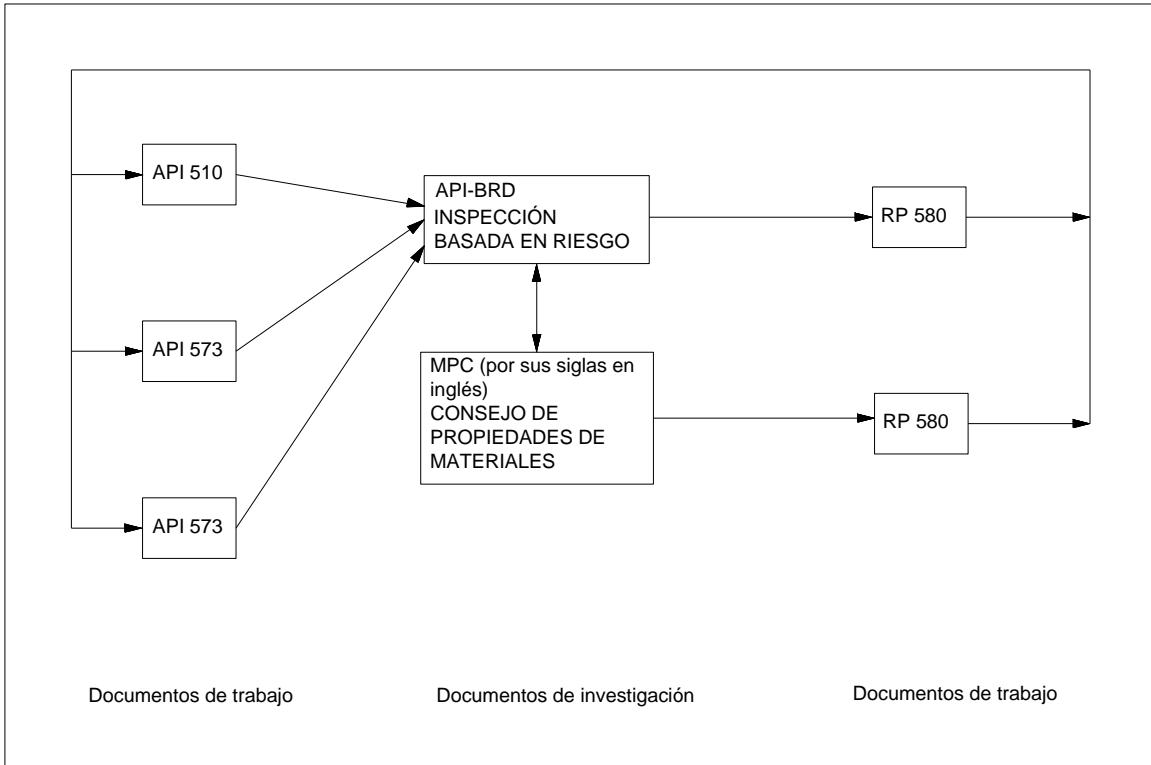 API 510
API 573
API 573
API-BRD
INSPECCIÓN
BASADA EN RIESGO
MPC (por sus siglas en
inglés)
CONSEJO DE
PROPIEDADES DE
MATERIALES
RP 580
RP 580
Documentos de trabajo
Documentos de investigación
Documentos de trabajo